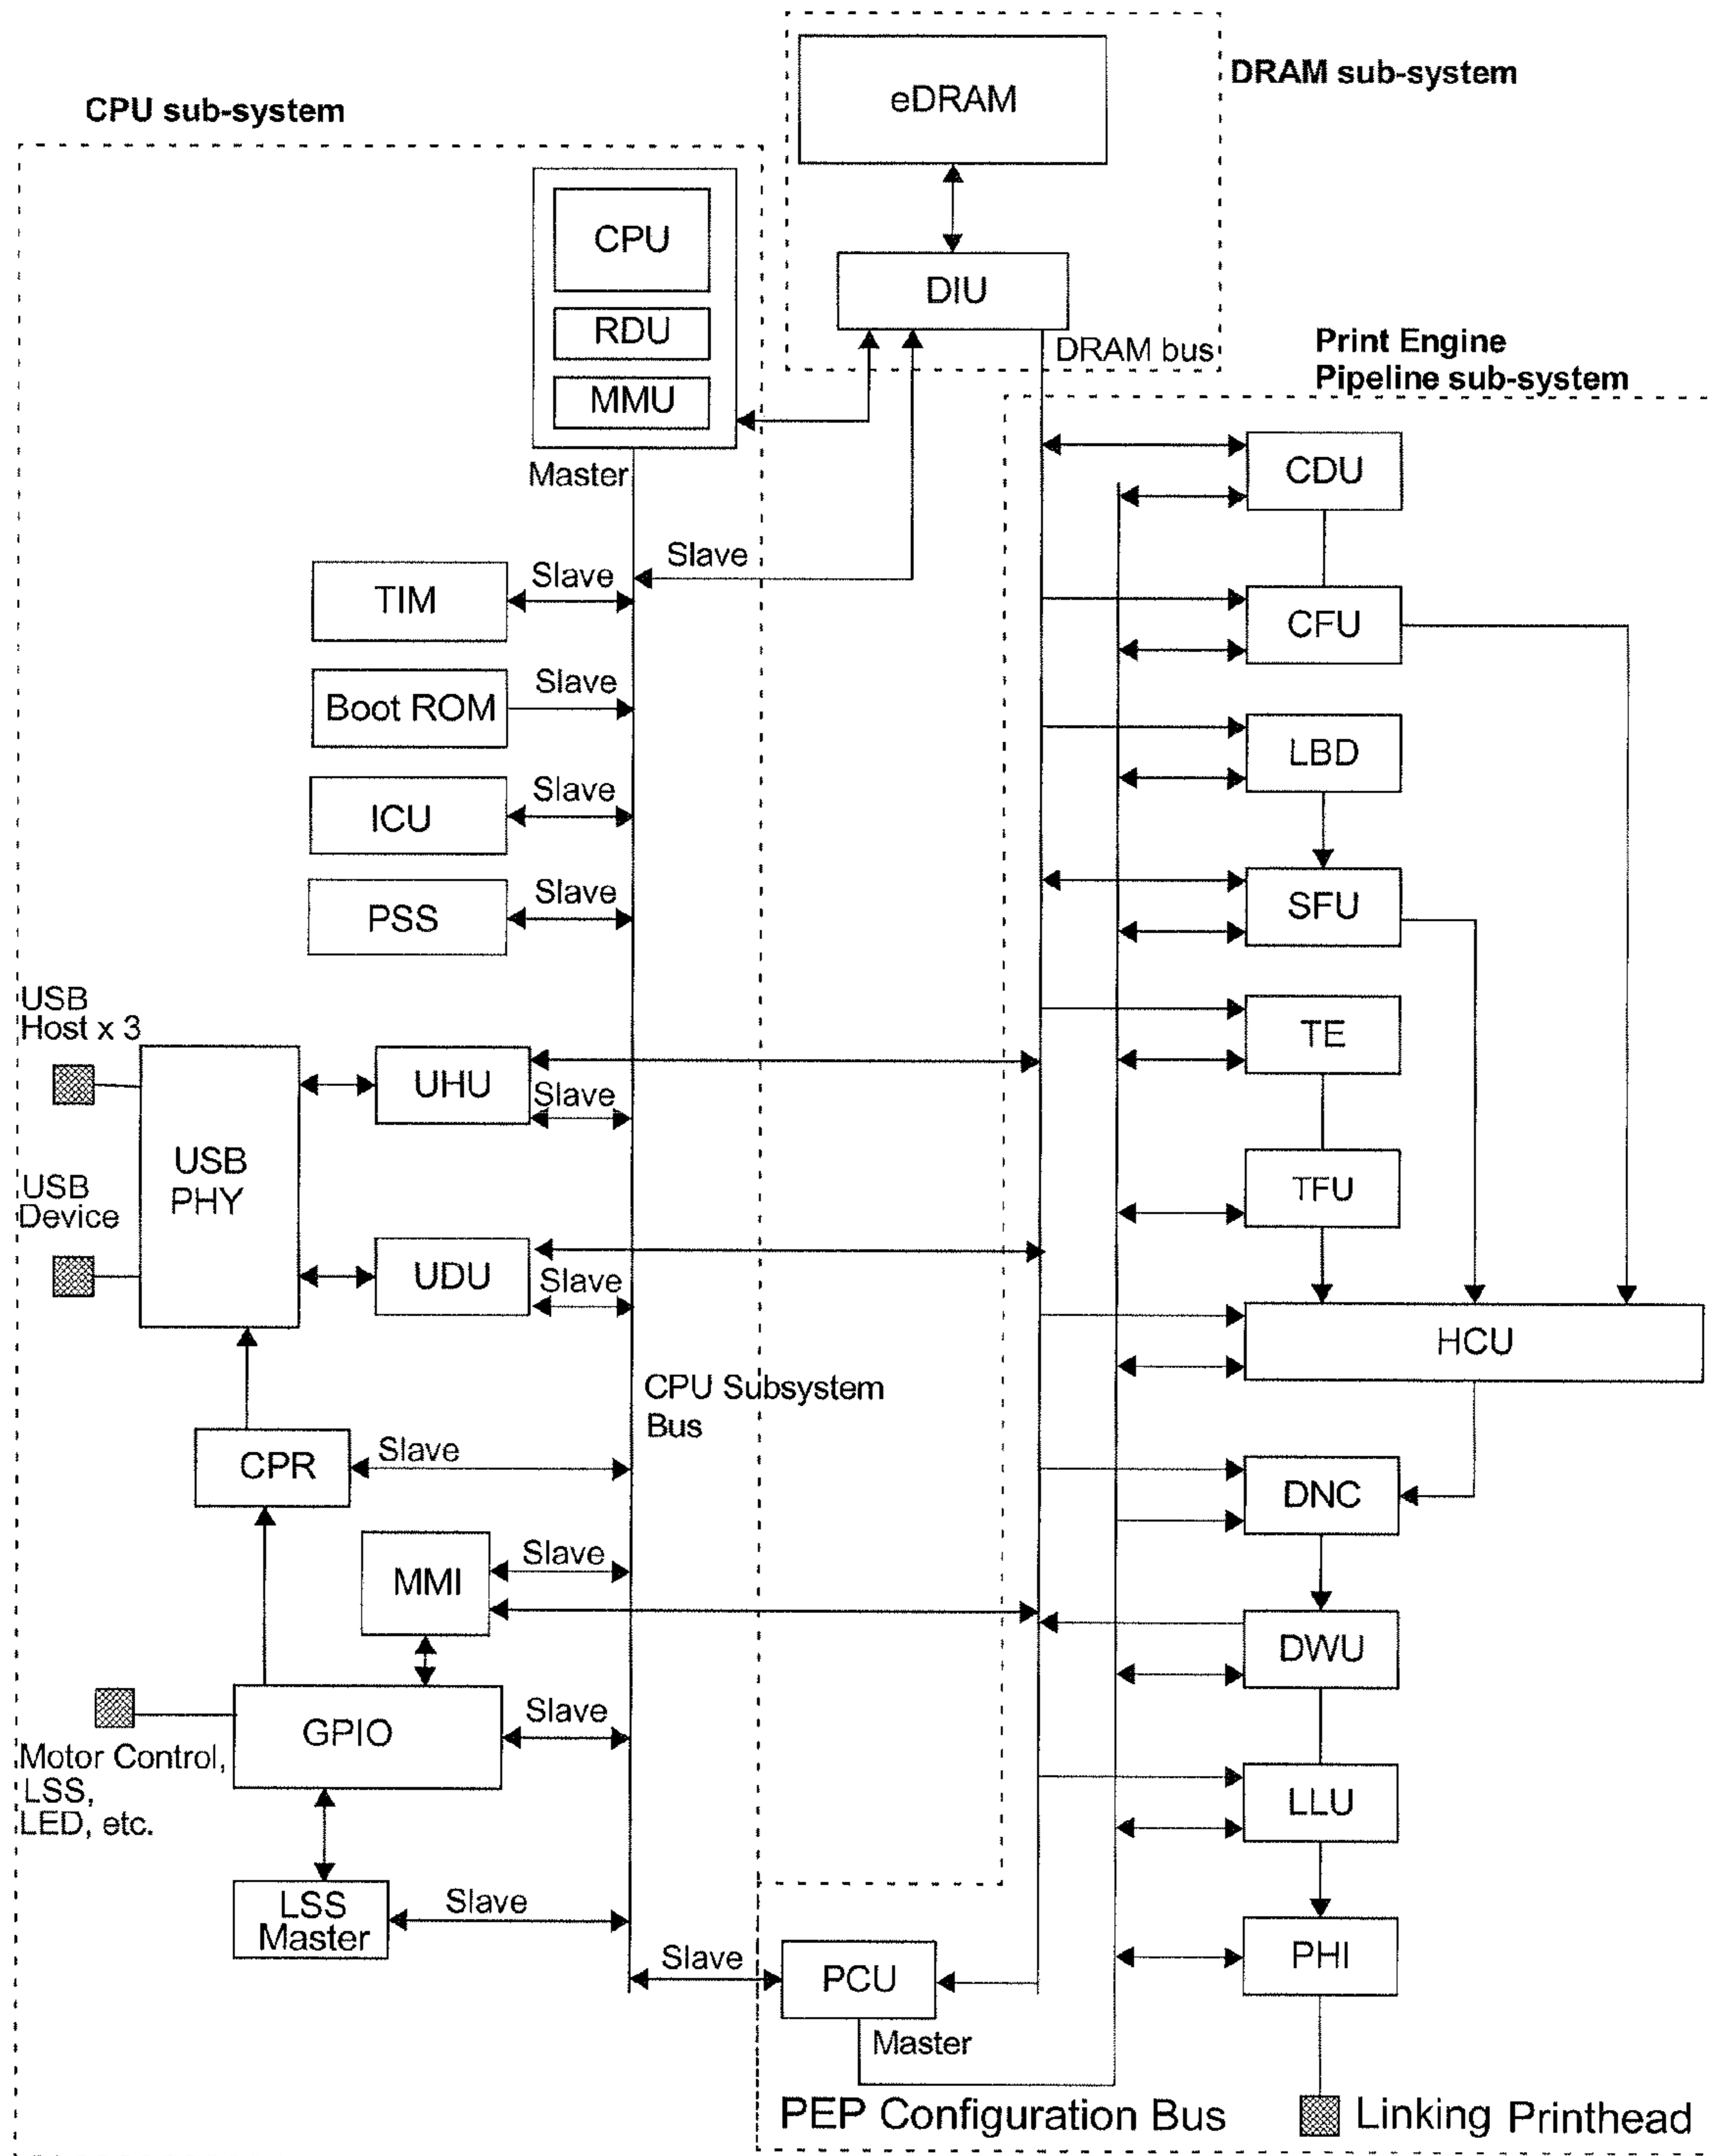 DRAM sub-system
eDRAM
CPU sub-system
CPU
DIU
RDU
DRAM bus
Print Engine
Pipeline sub-system
MMU
Master
CDU
Slave
Slave
TIM
CFU
Slave
Boot ROM
LBD
Slave
ICU
Slave
PSS
SFU
USB
Host x 3
TE
UHU
Slave
USB
PHY
USB
Device
TFU
UDU
Slave
HCU
CPU Subsystem
Bus
CPR
Slave
DNC
MMI
Slave
DWU
GPIO
Slave
Motor Control,
LSS,
LED, etc.
LLU
LSS
Master
Slave
Slave
PCU
PHI
Master
PEP Configuration Bus
Linking Printhead